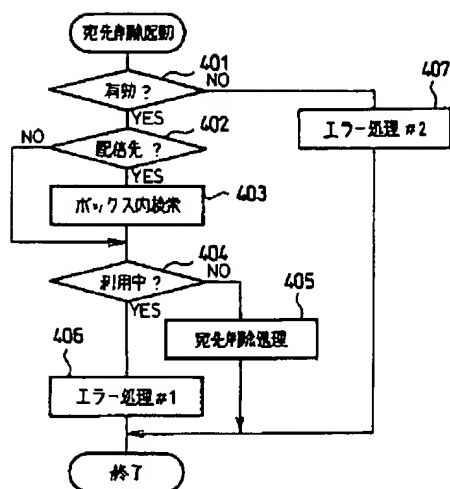 宛先削除起動
401
有効?
NO
407
YES
402
エラー処理#2
NO
配信先?
YES
ボックス内検索
403
404
利用中?
NO
YES
405
宛先削除処理
406
エラー処理#1
終了